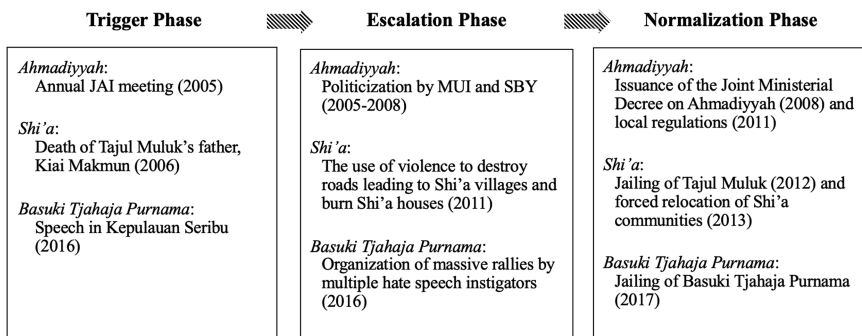 Trigger Phase
Escalation Phase
Normalization Phase
Ahmadiyyah:
Annual JAI meeting (2005)
Shi'a:
Death of Tajul Muluk's father,
Kiai Makmun (2006)
Basuki Tjahaja Purnama:
Speech in Kepulauan Seribu
(2016)
Ahmadiyyah:
Politicization by MUI and SBY
(2005-2008)
Shi'a:
The use of violence to destroy
roads leading to Shi'a villages and
burn Shi'a houses (2011)
Basuki Tjahaja Purnama:
Organization of massive rallies by
multiple hate speech instigators
(2016)
Ahmadiyyah:
Issuance of the Joint Ministerial
Decree on Ahmadiyyah (2008) and
local regulations (2011)
Shi'a:
Jailing of Tajul Muluk (2012) and
forced relocation of Shi'a
communities (2013)
Basuki Tjahaja Purnama:
Jailing of Basuki Tjahaja Purnama
(2017)